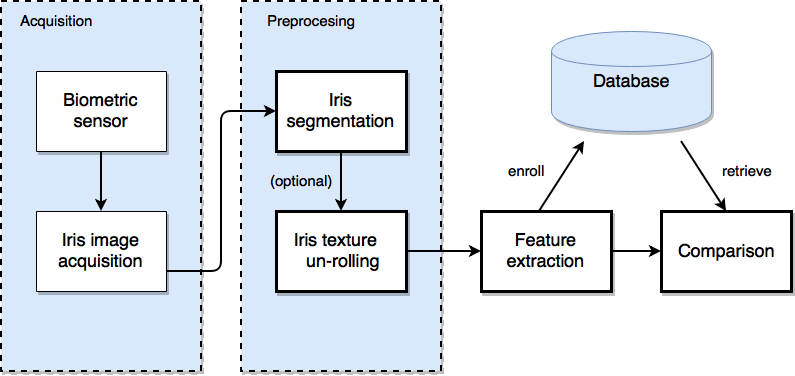 Acquisition
Biometric
sensor
Iris image
acquisition
Preprocesing
Iris
segmentation
(optional)
Iris texture
un-rolling
Feature
extraction
enroll
Database
retrieve
Comparison